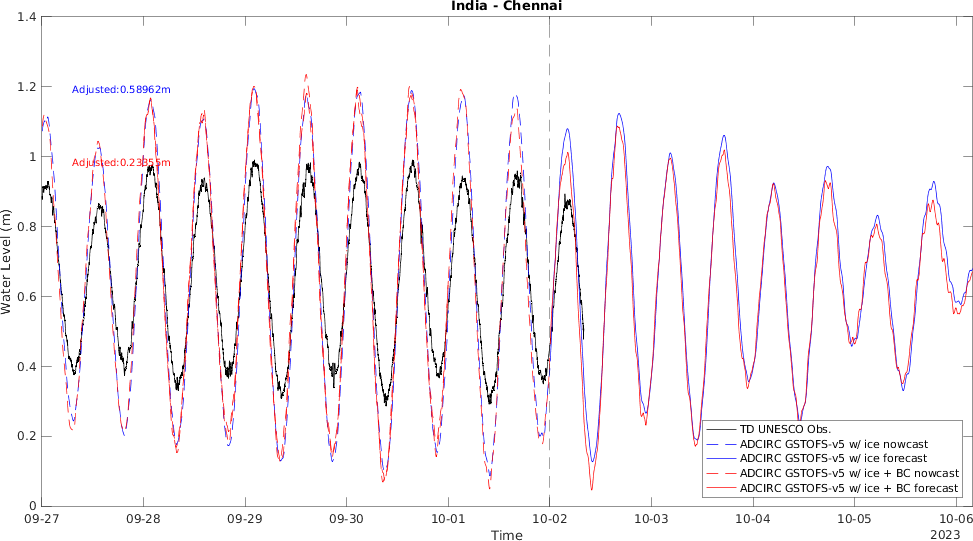 India - Chennai
Water Level (m)
1.4
1.2
1
0.8
0.6
0.4
0.2
0
Adjusted:0.58962m
Adjusted:0.23855m
TD UNESCO Obs.
ADCIRC GSTOFS-v5 w/ ice nowcast
ADCIRC GSTOFS-v5 w/ ice forecast
ADCIRC GSTOFS-v5 w/ ice + BC nowcast
ADCIRC GSTOFS-v5 w/ ice + BC forecast
09-27
09-28
09-29
09-30
10-01
10-02
10-03
10-04
10-05
10-06
Time
2023